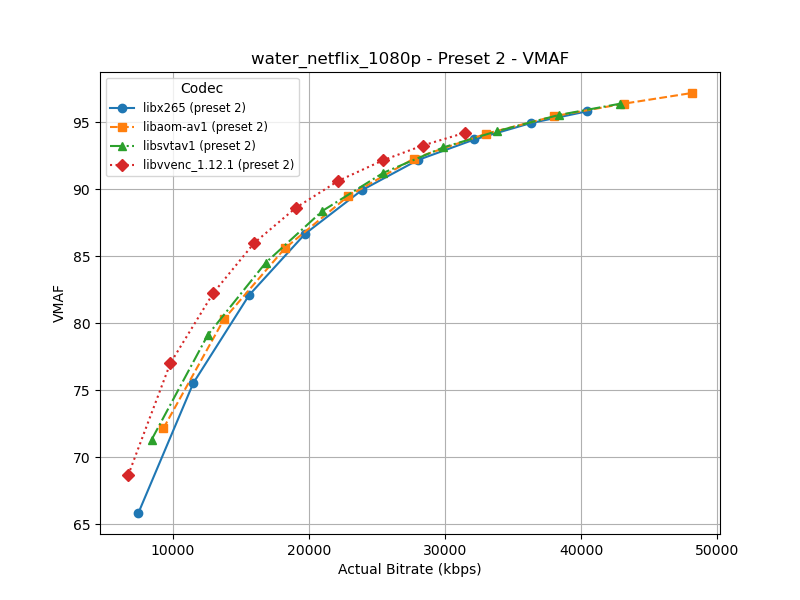 water_netflix_1080p - Preset 2 - VMAF
Codec
libx265 (preset 2)
libaom-av1 (preset 2)
libsvtav1 (preset 2)
libvvenc_1.12.1 (preset 2)
VMAF
95
90
85
80
75
70
65
10000 20000 30000 40000 50000
Actual Bitrate (kbps)